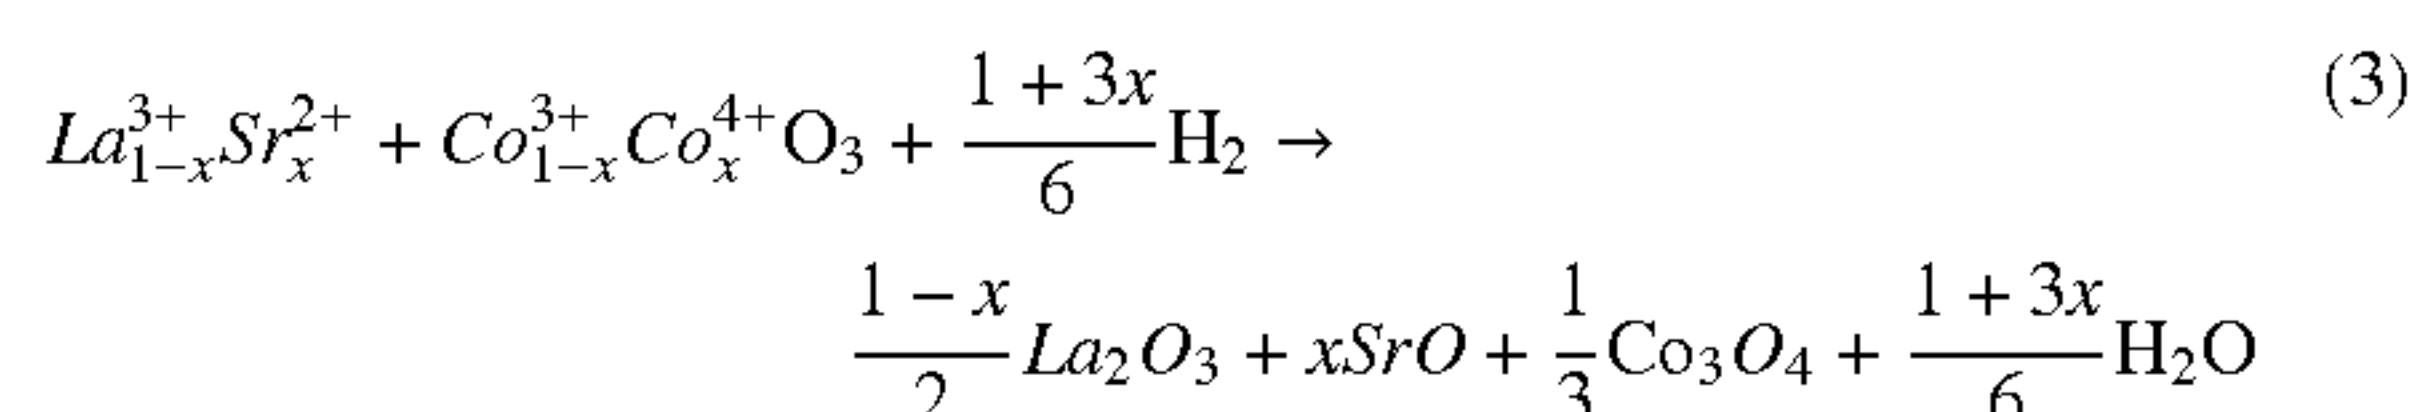 La^{3+}_{1−x}Sr^{2+}_{x} + Co^{3+}_{1−x}Co^{4+}_{x}O_3 + \frac{1 + 3x}{6}H_2 → (3)
\frac{1 − x}{2}La_2O_3 + xSrO + \frac{1}{3}Co_3O_4 + \frac{1 + 3x}{6}H_2O